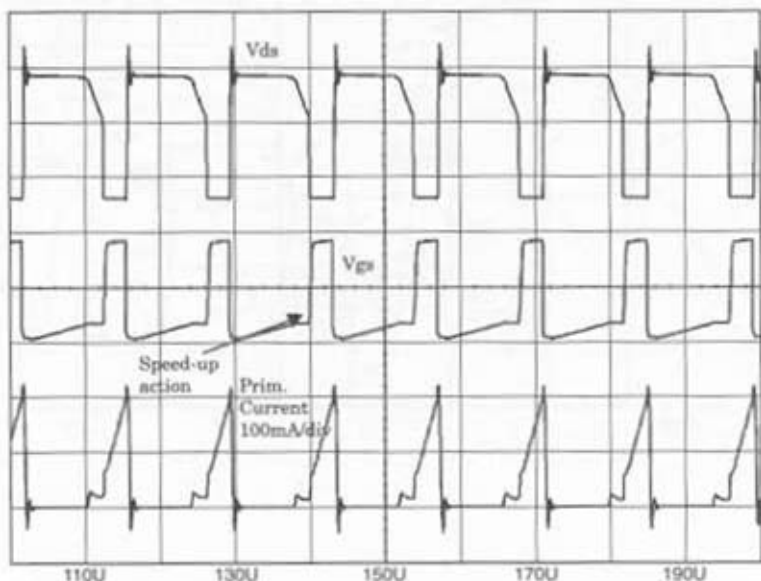 Vds
Vgs
Speed-up
action
Prim.
Current
100mA/div
110U 130U 150U 170U 190U